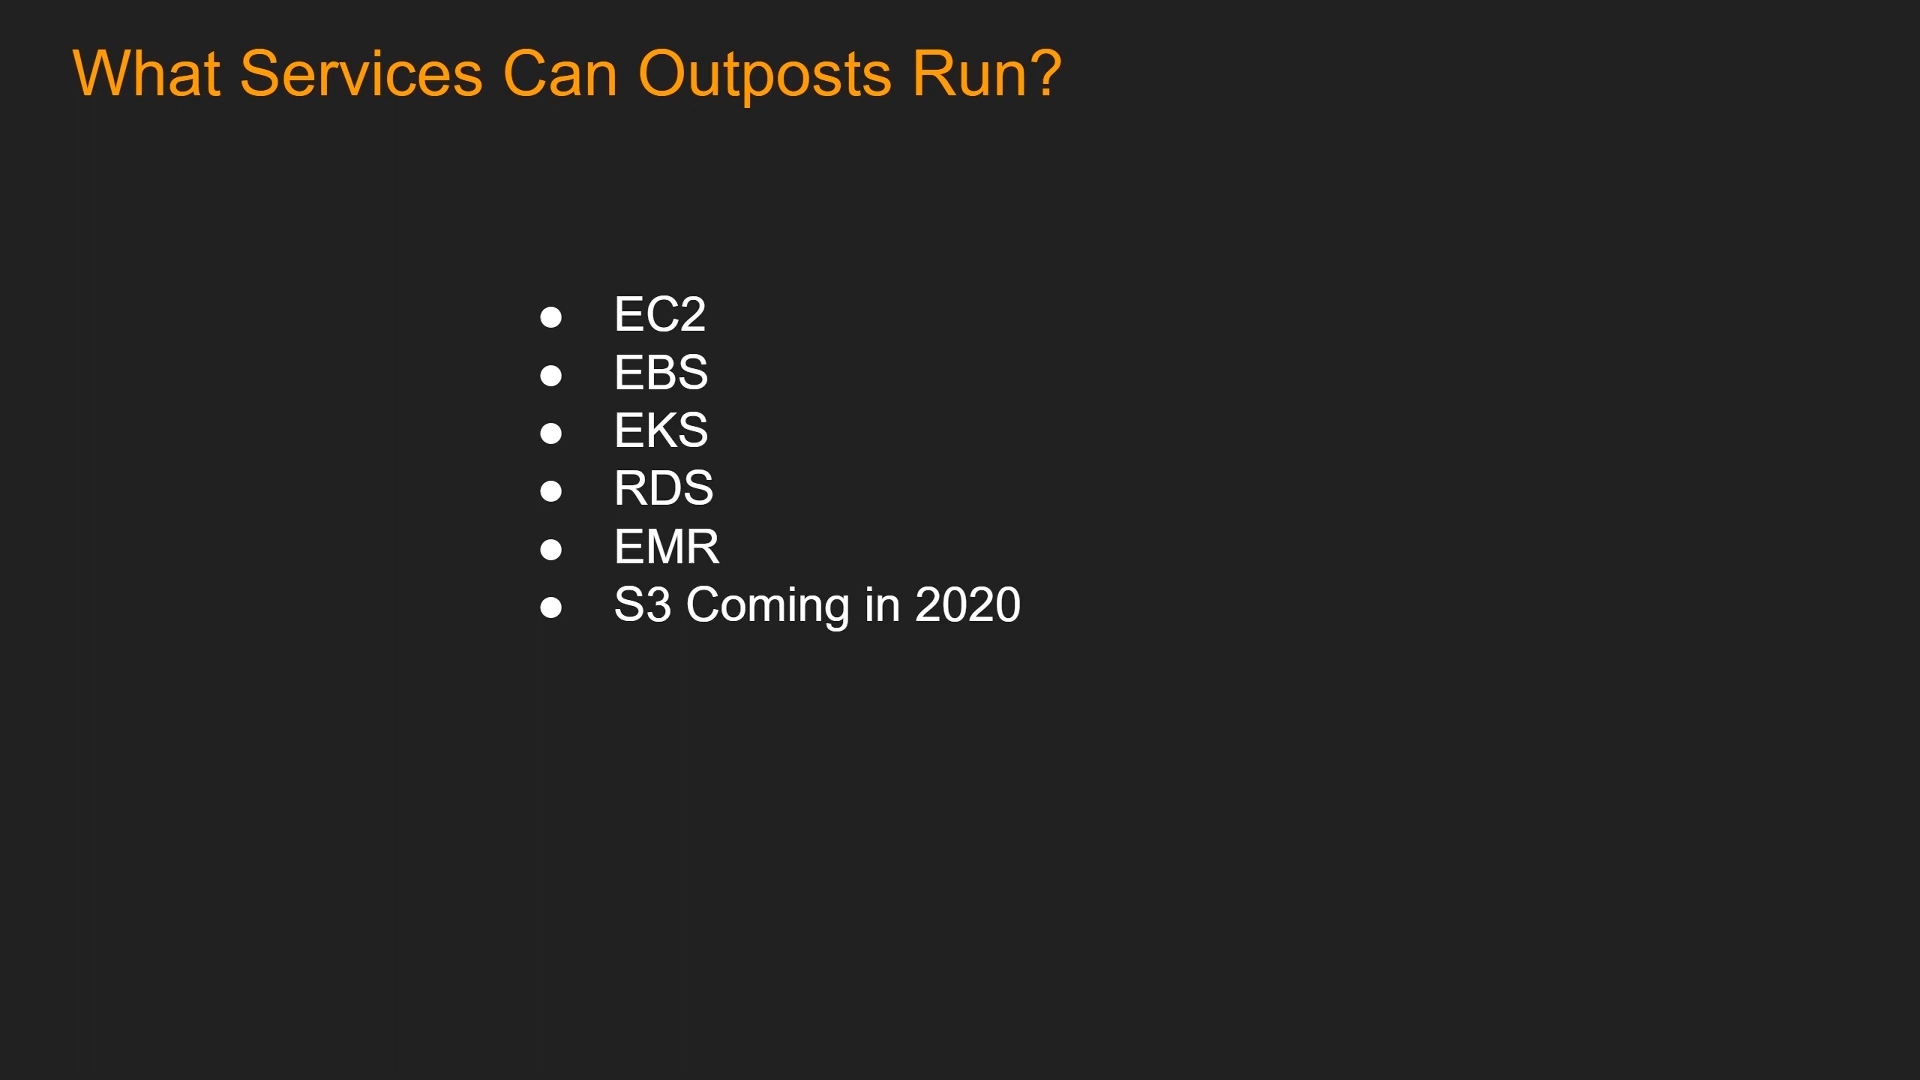 What Services Can Outposts Run?
● EC2
● EBS
● EKS
● RDS
● EMR
● S3 Coming in 2020